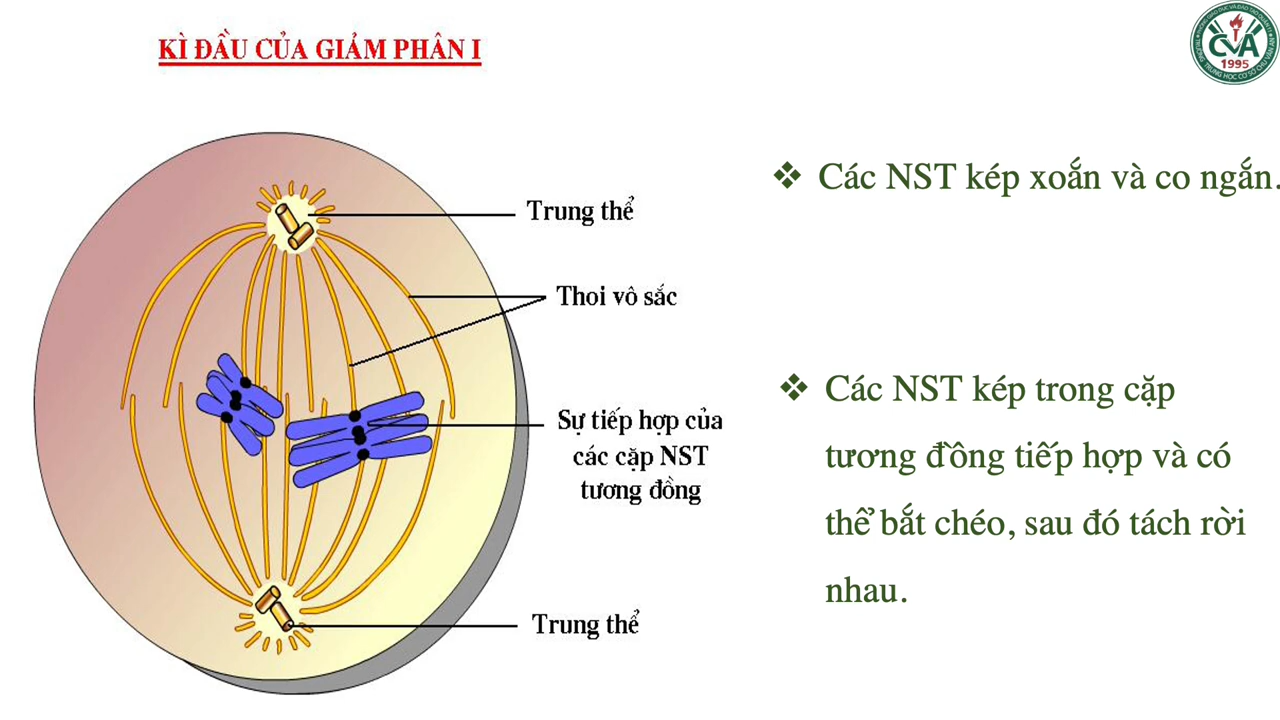 KÌ ĐẦU CỦA GIẢM PHÂN I
CVA
1995
❖ Các NST kép xoắn và co ngắn.
Trung thể
Thoi vô sắc
Sự tiếp hợp của
các cặp NST
tương đồng
Trung thể
❖ Các NST kép trong cặp
tương đồng tiếp hợp và có
thể bắt chéo, sau đó tách rời
nhau.